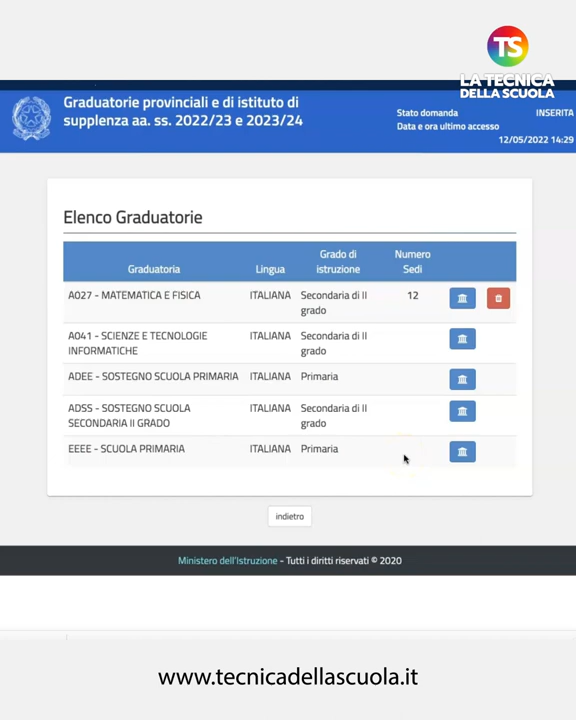 TS
LA TECNICA
DELLA SCUOLA
Graduatorie provinciali e di istituto di
supplenza aa. ss. 2022/23 e 2023/24
Stato domanda INSERITA
Data e ora ultimo accesso
12/05/2022 14:29
Elenco Graduatorie
Graduatoria Lingua Grado di istruzione Numero Sedi
A027 - MATEMATICA E FISICA ITALIANA Secondaria di II grado 12
A041 - SCIENZE E TECNOLOGIE INFORMATICHE ITALIANA Secondaria di II grado
ADEE - SOSTEGNO SCUOLA PRIMARIA ITALIANA Primaria
ADSS - SOSTEGNO SCUOLA SECONDARIA II GRADO ITALIANA Secondaria di II grado
EEEE - SCUOLA PRIMARIA ITALIANA Primaria
indietro
Ministero dell'Istruzione - Tutti i diritti riservati © 2020
www.tecnicadellascuola.it